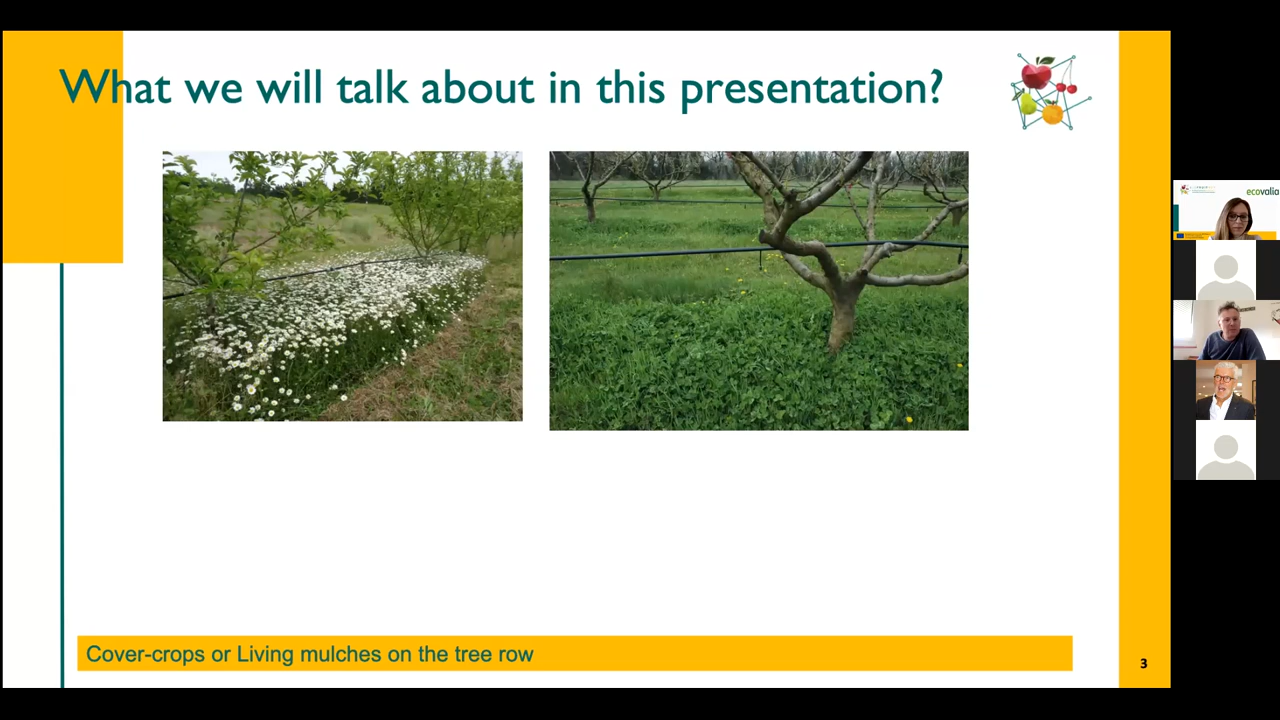 What we will talk about in this presentation?
Cover-crops or Living mulches on the tree row
3
ecovalia